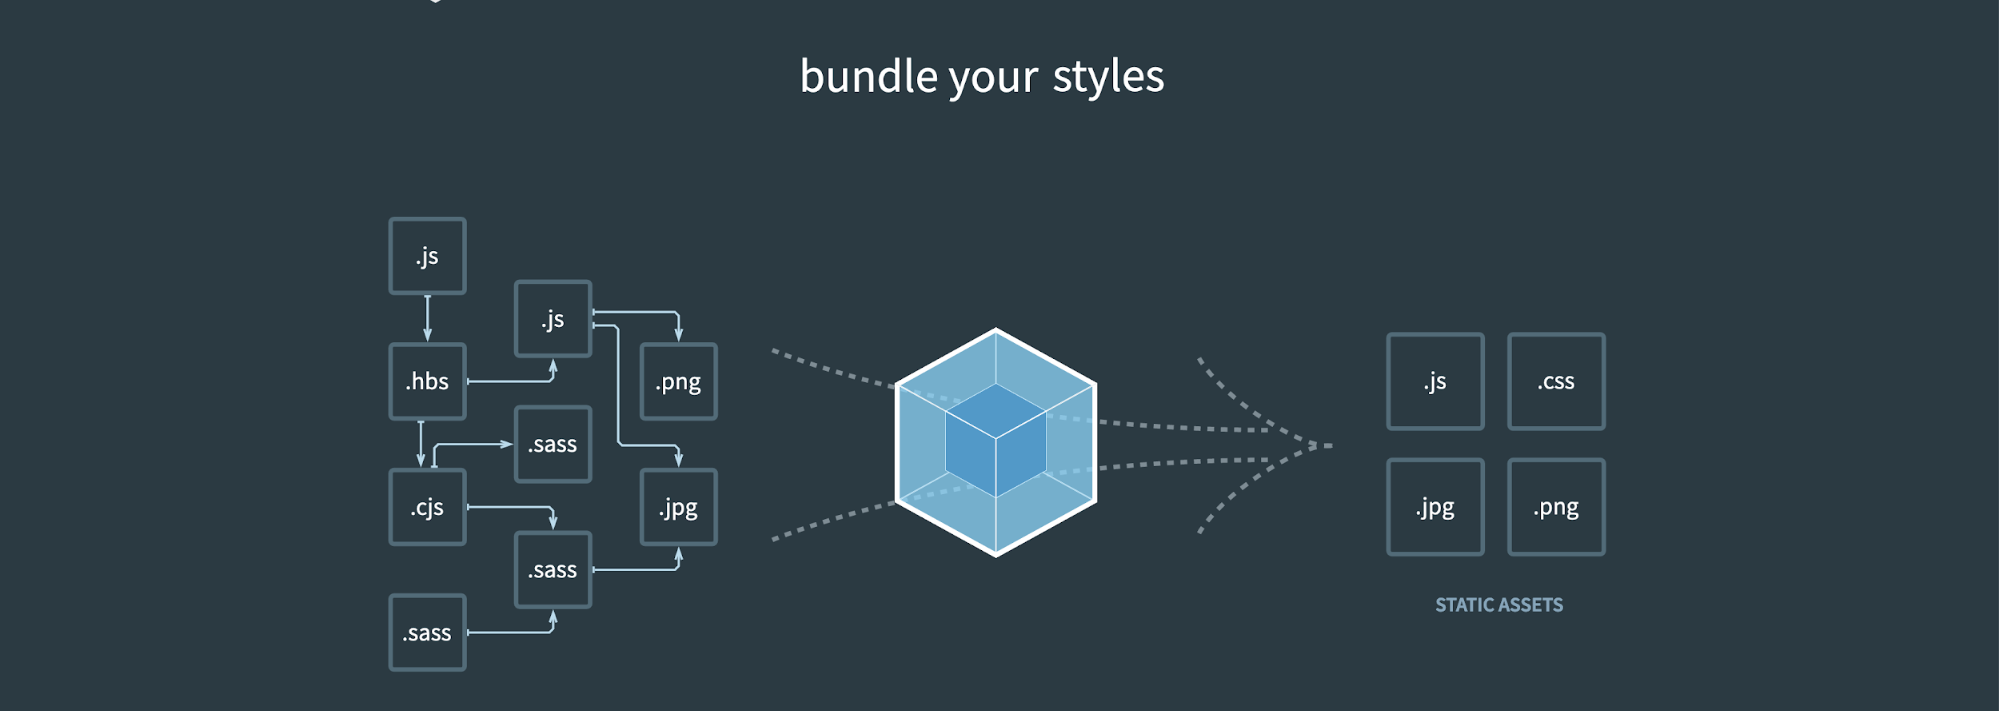 bundle your styles
.js
.js
.hbs
.png
.sass
.cjs
.jpg
.sass
.sass
.js
.css
.jpg
.png
STATIC ASSETS